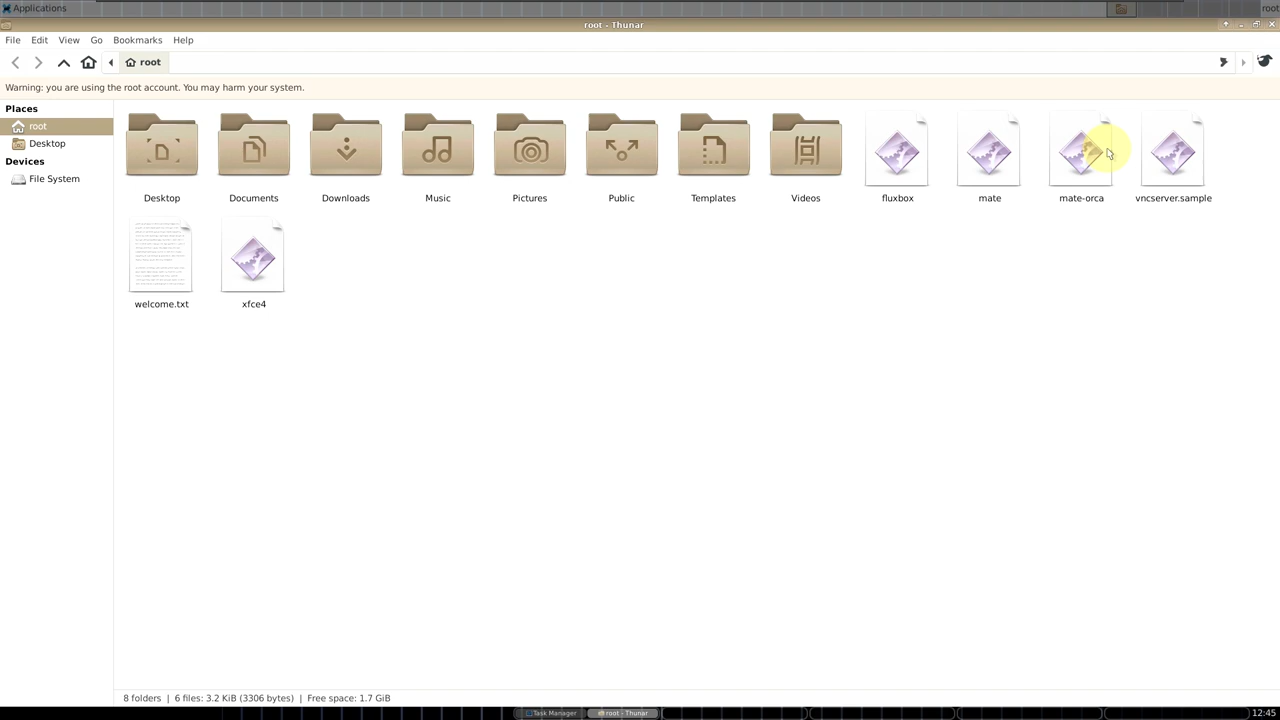 Applications
root
root - Thunar
File Edit View Go Bookmarks Help
root
Warning: you are using the root account. You may harm your system.
Places
root
Desktop
Devices
File System
Desktop Documents Downloads Music Pictures Public Templates Videos fluxbox mate mate-orca vncserver.sample
welcome.txt xfce4
8 folders | 6 files: 3.2 KiB (3306 bytes) | Free space: 1.7 GiB
Task Manager root - Thunar 12:45